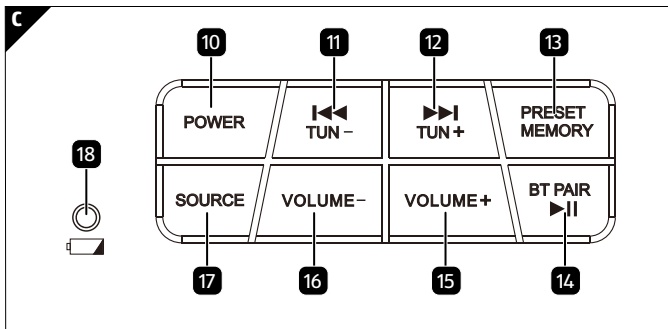 C
10
11
12
13
POWER
TUN −
TUN +
PRESET
MEMORY
18
SOURCE
VOLUME−
VOLUME+
BT PAIR
17
16
15
14